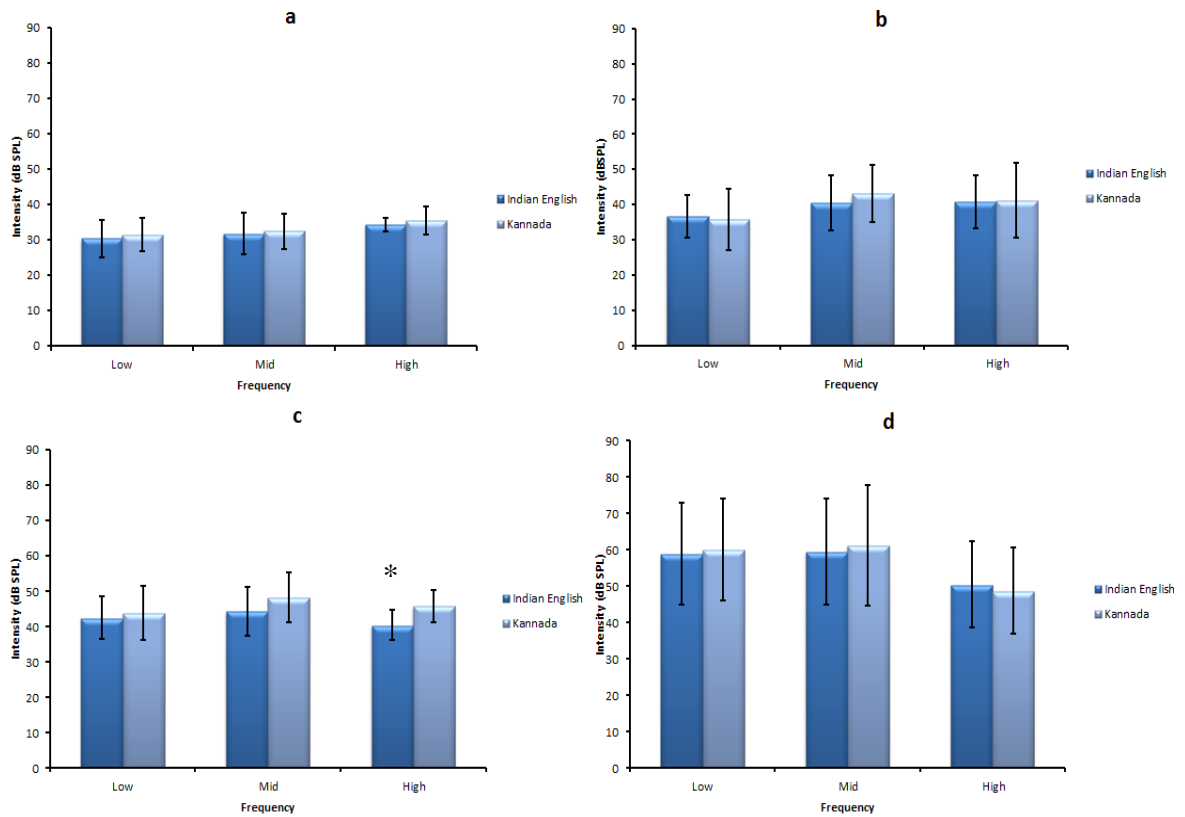 a
90
80
70
60
50
40
30
20
10
0
Intensity (dB SPL)
Low
Mid
High
Frequency
Indian English
Kannada
b
90
80
70
60
50
40
30
20
10
0
Intensity (dBSPL)
Low
Mid
High
Frequency
Indian English
Kannada
c
90
80
70
60
50
40
30
20
10
0
Intensity (dB SPL)
*
Low
Mid
High
Frequency
Indian English
Kannada
d
90
80
70
60
50
40
30
20
10
0
Intensity (dB SPL)
Low
Mid
High
Frequency
Indian English
Kannada